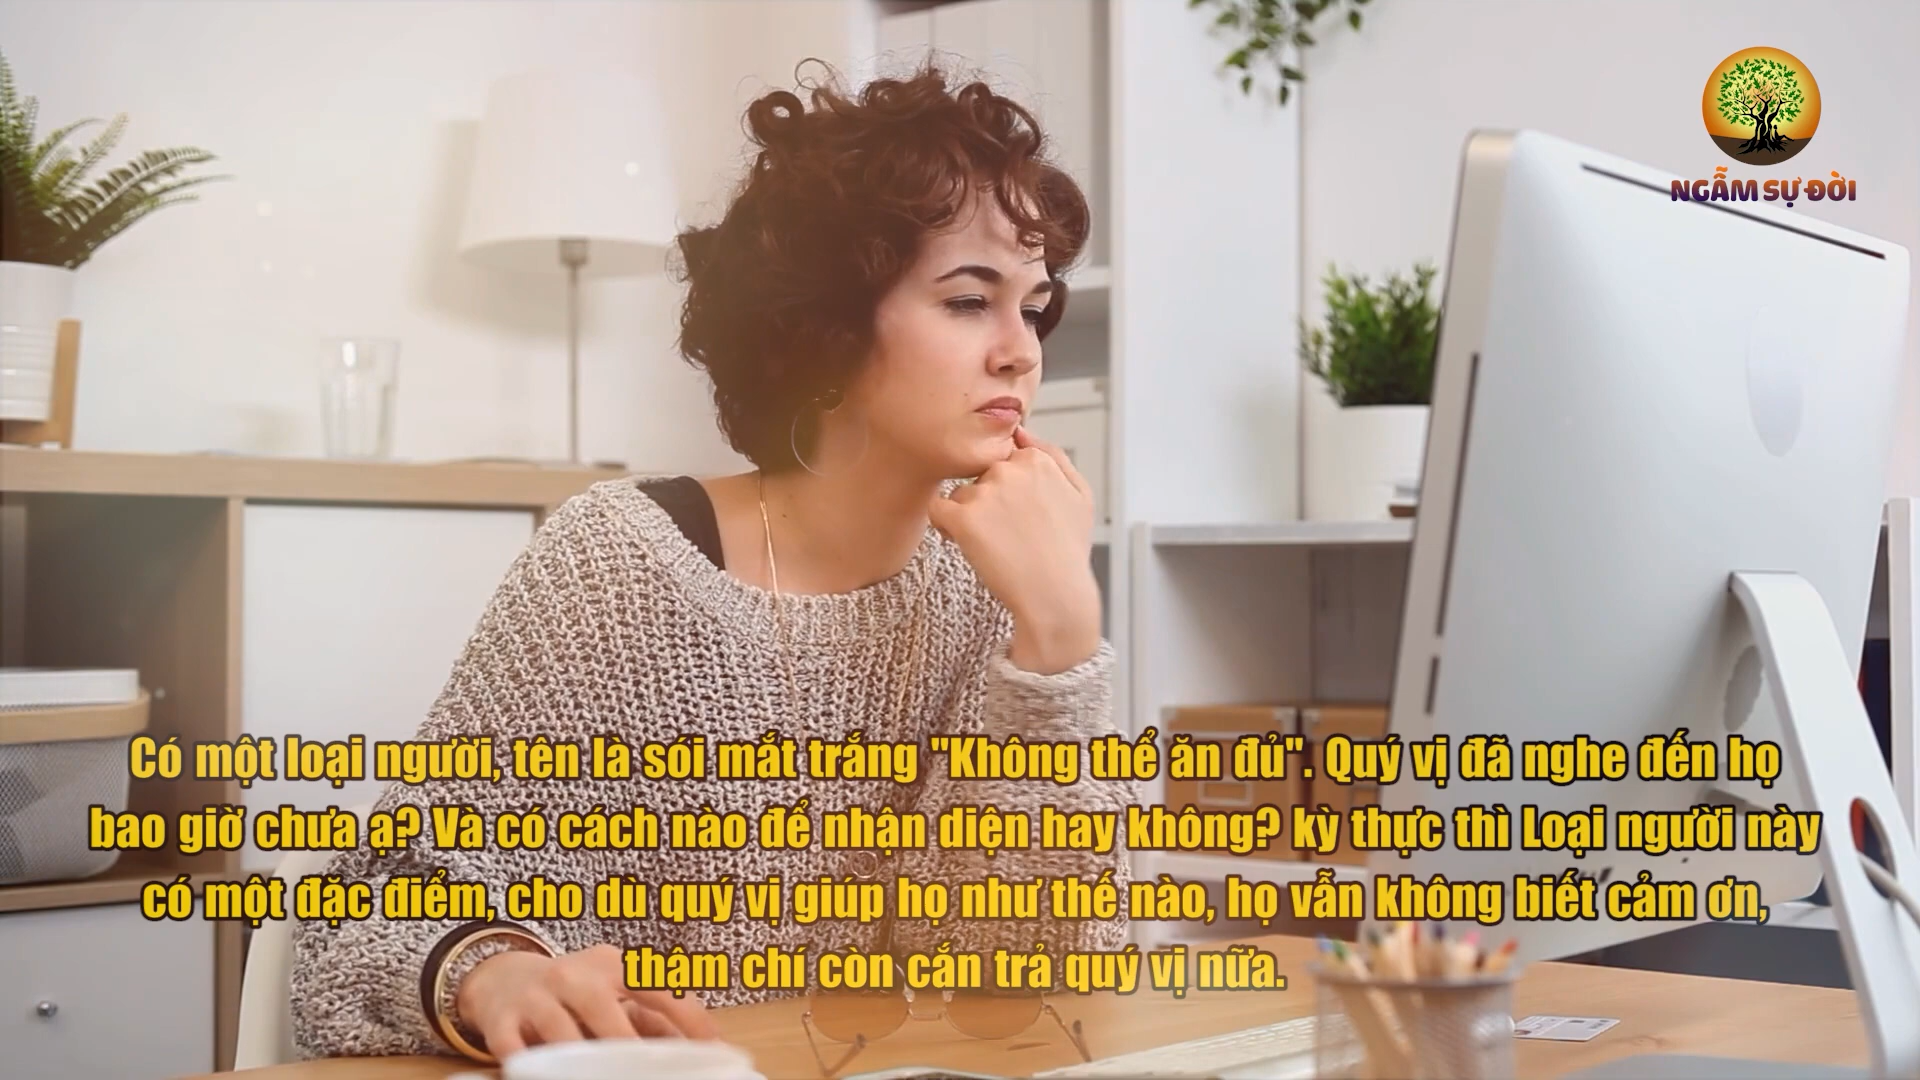 NGẪM SỰ ĐỜI
Có một loại người, tên là sói mắt trắng "Không thể ăn đủ". Quý vị đã nghe đến họ
bao giờ chưa ạ? Và có cách nào để nhận diện hay không? kỳ thực thì Loại người này
có một đặc điểm, cho dù quý vị giúp họ như thế nào, họ vẫn không biết cảm ơn,
thậm chí còn cắn trả quý vị nữa.